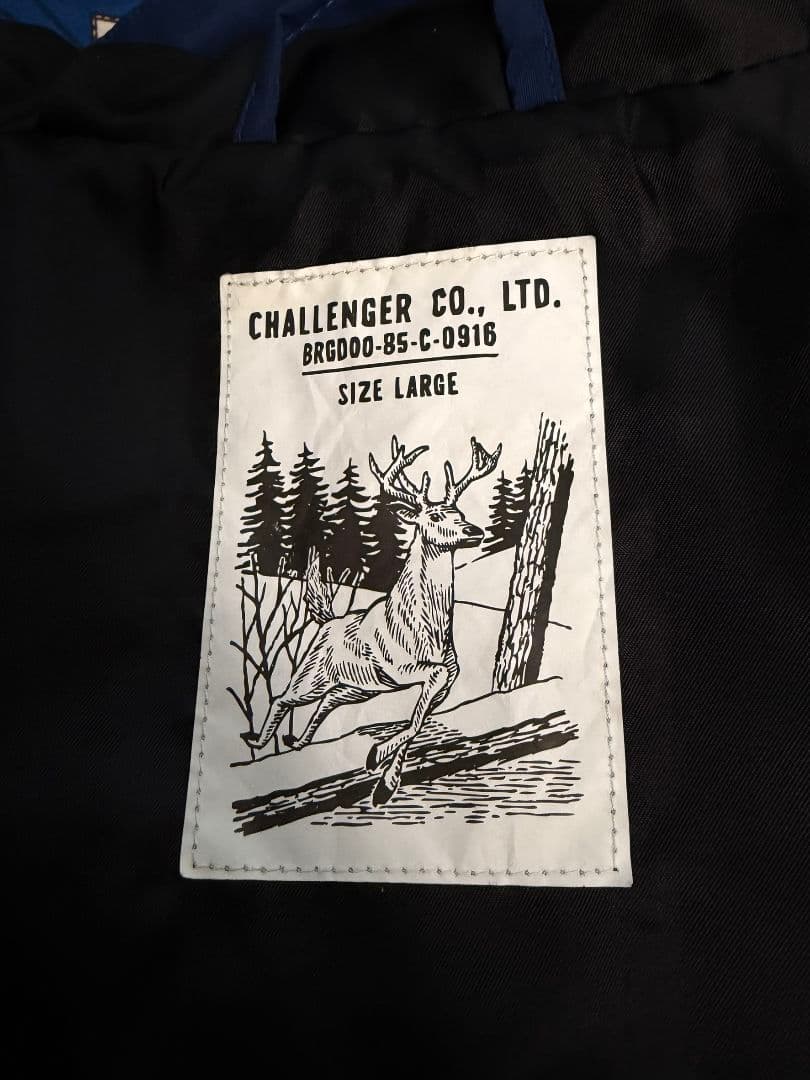 CHALLENGER CO., LTD.
BRGD00-85-C-0916
SIZE LARGE